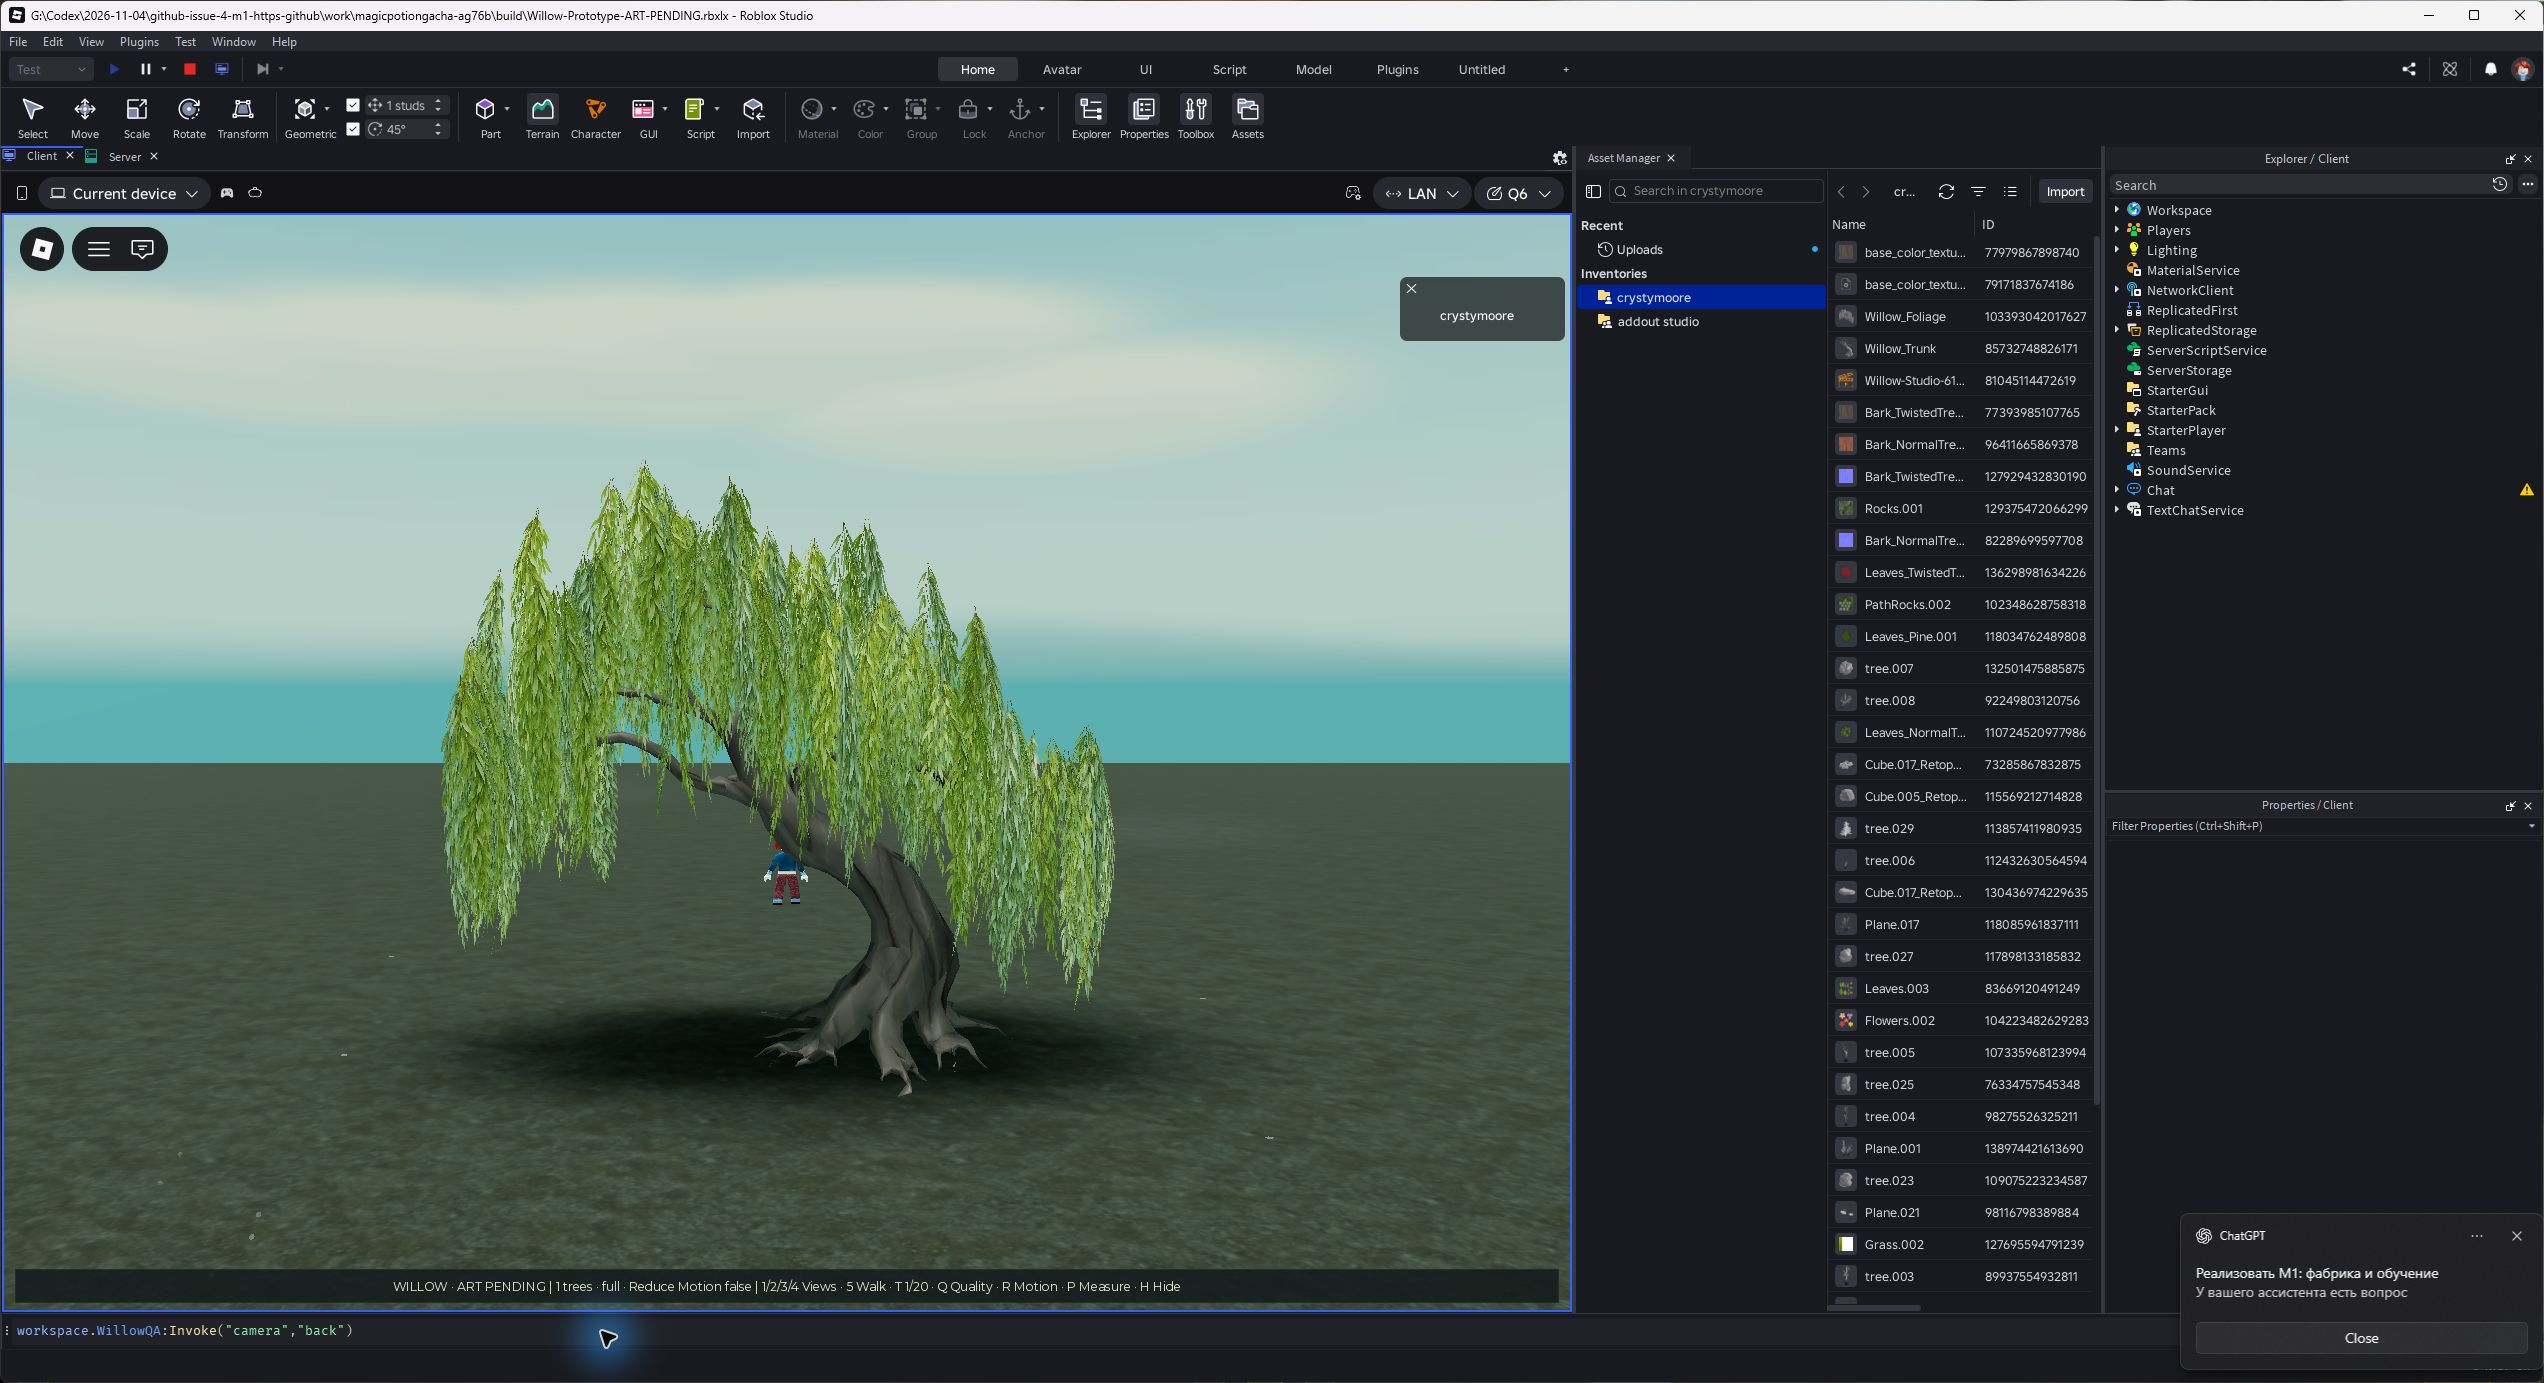 G:\Codex\2026-11-04\github-issue-4-m1-https-github\work\magicpotiongacha-ag76b\build\Willow-Prototype-ART-PENDING.rbxlx - Roblox Studio
File Edit View Plugins Test Window Help
Test
Home Avatar UI Script Model Plugins Untitled +
1 studs
45°
Select Move Scale Rotate Transform Geometric Part Terrain Character GUI Script Import Material Color Group Lock Anchor Explorer Properties Toolbox Assets
Client Server
Current device
LAN
Q6
crystymoore
WILLOW · ART PENDING | 1 trees · full · Reduce Motion false | 1/2/3/4 Views · 5 Walk · T 1/20 · Q Quality · R Motion · P Measure · H Hide
workspace.WillowQA:Invoke("camera","back")
Asset Manager
Search in crystymoore
cr...
Import
Recent
Uploads
Inventories
crystymoore
addout studio
Name ID
base_color_textu... 77979867898740
base_color_textu... 79171837674186
Willow_Foliage 103393042017627
Willow_Trunk 85732748826171
Willow-Studio-61... 81045114472619
Bark_TwistedTre... 77393985107765
Bark_NormalTre... 96411665869378
Bark_TwistedTre... 127929432830190
Rocks.001 129375472066299
Bark_NormalTre... 82289699597708
Leaves_TwistedT... 136298981634226
PathRocks.002 102348628758318
Leaves_Pine.001 118034762489808
tree.007 132501475885875
tree.008 92249803120756
Leaves_NormalT... 110724520977986
Cube.017_Retop... 73285867832875
Cube.005_Retop... 115569212714828
tree.029 113857411980935
tree.006 112432630564594
Cube.017_Retop... 130436974229635
Plane.017 118085961837111
tree.027 117898133185832
Leaves.003 83669120491249
Flowers.002 104223482629283
tree.005 107335968123994
tree.025 76334757545348
tree.004 98275526325211
Plane.001 138974421613690
tree.023 109075223234587
Plane.021 98116798389884
Grass.002 127695594791239
tree.003 89937554932811
Explorer / Client
Search
Workspace
Players
Lighting
MaterialService
NetworkClient
ReplicatedFirst
ReplicatedStorage
ServerScriptService
ServerStorage
StarterGui
StarterPack
StarterPlayer
Teams
SoundService
Chat
TextChatService
Properties / Client
Filter Properties (Ctrl+Shift+P)
ChatGPT
Реализовать M1: фабрика и обучение
У вашего ассистента есть вопрос
Close